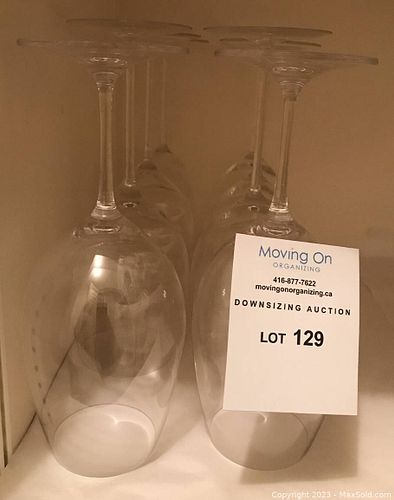 Moving On
ORGANIZING
416-877-7622
movingonorganizing.ca
DOWNSIZING AUCTION
LOT 129
Copyright 2023 - MaxSold.com